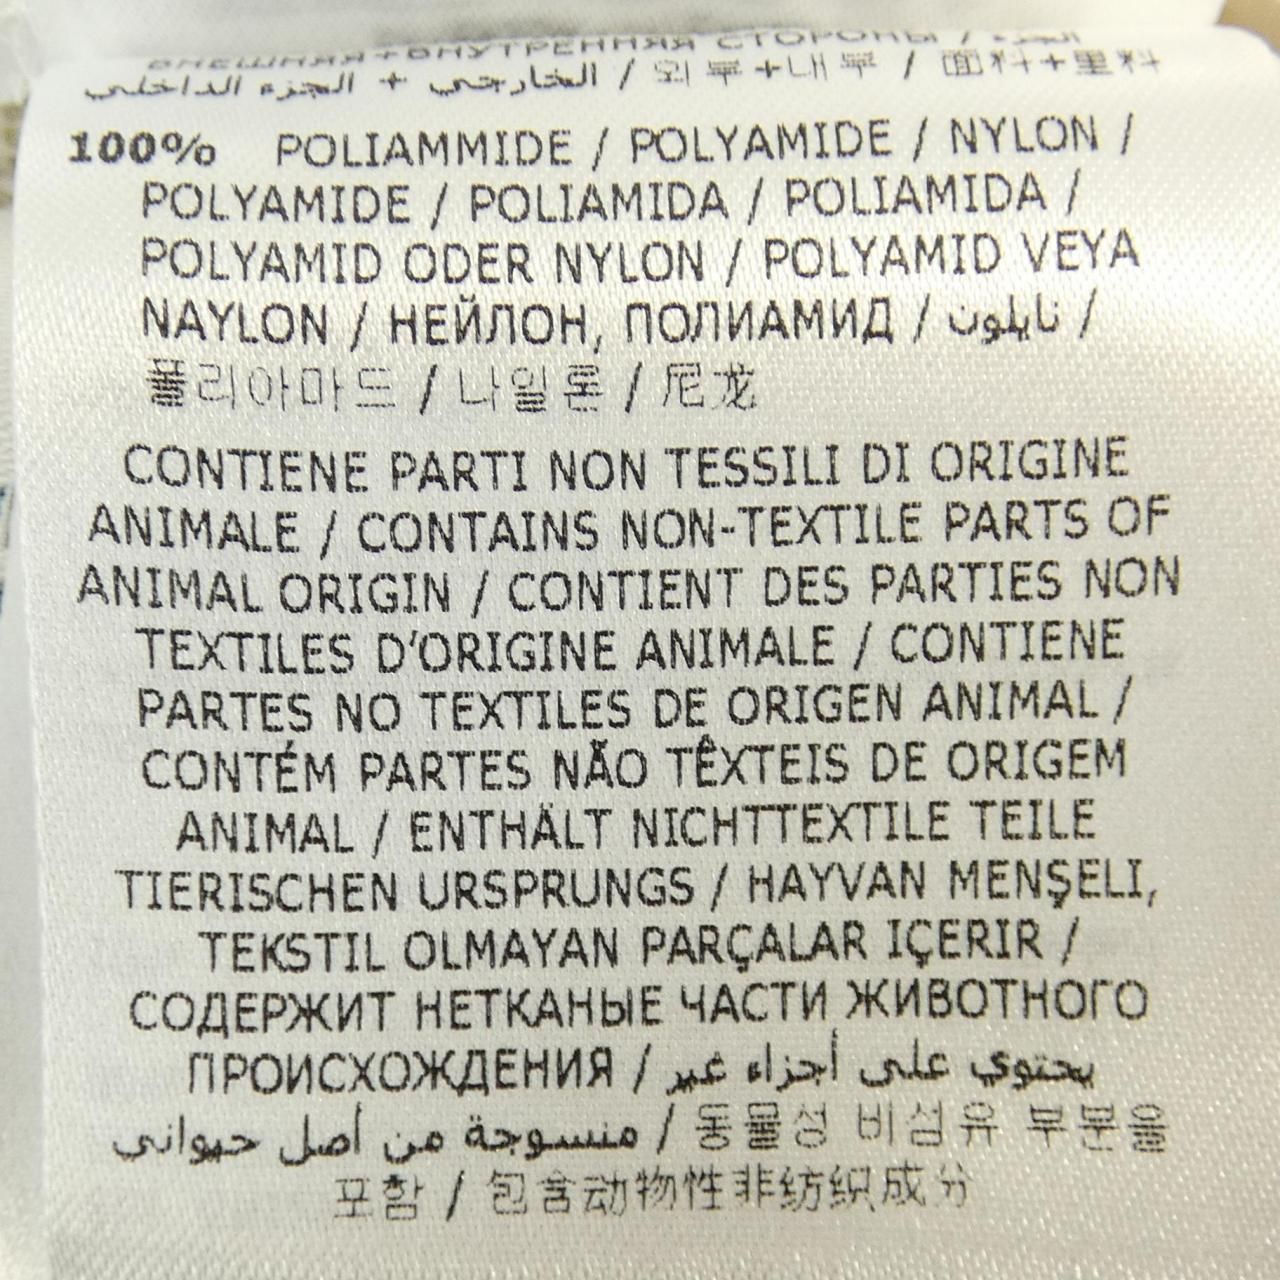 ВНЕШНЯЯ+ВНУТРЕННЯЯ СТОРОНЫ / الجزء
الخارجي + الجزء الداخلي / 외부+내부 / 面料+里料
100% POLIAMMIDE / POLYAMIDE / NYLON /
POLYAMIDE / POLIAMIDA / POLIAMIDA /
POLYAMID ODER NYLON / POLYAMID VEYA
NAYLON / НЕЙЛОН, ПОЛИАМИД / نايلون /
폴리아마드 / 나일론 / 尼龙
CONTIENE PARTI NON TESSILI DI ORIGINE
ANIMALE / CONTAINS NON-TEXTILE PARTS OF
ANIMAL ORIGIN / CONTIENT DES PARTIES NON
TEXTILES D'ORIGINE ANIMALE / CONTIENE
PARTES NO TEXTILES DE ORIGEN ANIMAL /
CONTÉM PARTES NÃO TÊXTEIS DE ORIGEM
ANIMAL / ENTHÄLT NICHTTEXTILE TEILE
TIERISCHEN URSPRUNGS / HAYVAN MENŞELI,
TEKSTIL OLMAYAN PARÇALAR IÇERIR /
СОДЕРЖИТ НЕТКАНЫЕ ЧАСТИ ЖИВОТНОГО
ПРОИСХОЖДЕНИЯ / يحتوي على أجزاء غير
منسوجة من أصل حيواني / 동물성 비섬유 부분을
포함 / 包含动物性非纺织成分